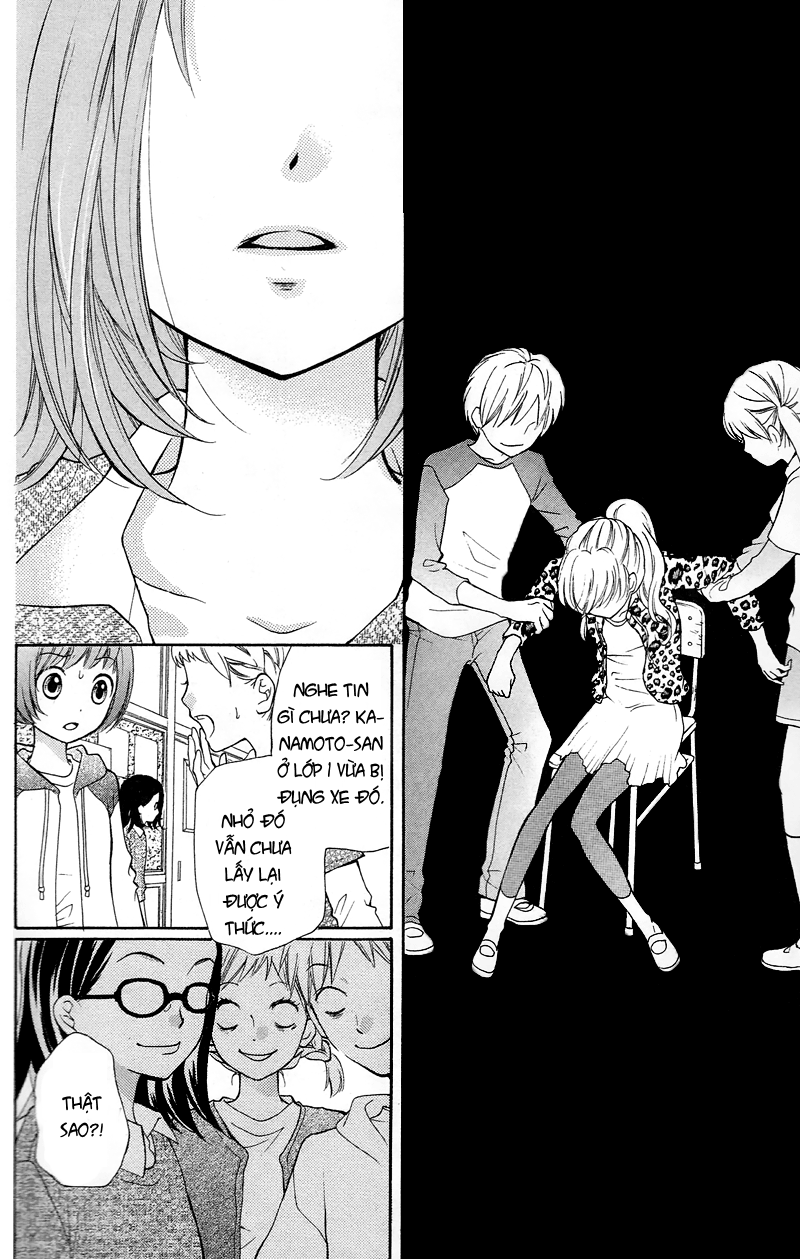 NGHE TIN
GÌ CHƯA? KA-
NAMOTO-SAN
Ở LỚP 1 VỪA BỊ
ĐỤNG XE ĐÓ.
NHỎ ĐÓ
VẪN CHƯA
LẤY LẠI
ĐƯỢC Ý
THỨC....
THẬT
SAO?!